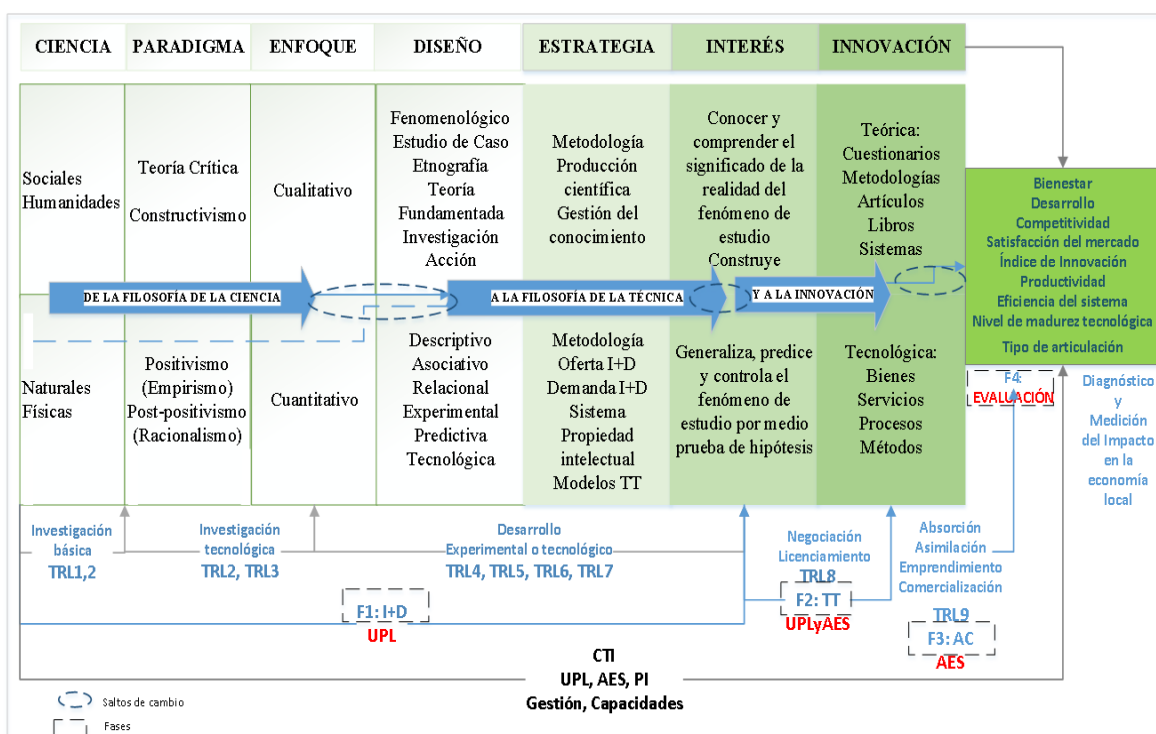 CIENCIA
PARADIGMA
ENFOQUE
DISEÑO
ESTRATEGIA
INTERÉS
INNOVACIÓN
Sociales
Humanidades
Teoría Crítica
Constructivismo
Cualitativo
Fenomenológico
Estudio de Caso
Etnografía
Teoría
Fundamentada
Investigación
Acción
Metodología
Producción
científica
Gestión del
conocimiento
Conocer y
comprender el
significado de la
realidad del
fenómeno de
estudio
Construye
Teórica:
Cuestionarios
Metodologías
Artículos
Libros
Sistemas
Bienestar
Desarrollo
Competitividad
Satisfacción del mercado
Índice de Innovación
Productividad
Eficiencia del sistema
Nivel de madurez tecnológica
Tipo de articulación
DE LA FILOSOFÍA DE LA CIENCIA
A LA FILOSOFÍA DE LA TÉCNICA
Y A LA INNOVACIÓN
Naturales
Físicas
Positivismo
(Empirismo)
Post-positivismo
(Racionalismo)
Cuantitativo
Descriptivo
Asociativo
Relacional
Experimental
Predictiva
Tecnológica
Metodología
Oferta I+D
Demanda I+D
Sistema
Propiedad
intelectual
Modelos TT
Generaliza, predice
y controla el
fenómeno de
estudio por medio
prueba de hipótesis
Tecnológica:
Bienes
Servicios
Procesos
Métodos
F4:
EVALUACIÓN
Diagnóstico
y
Medición
del Impacto
en la
economía
local
Investigación
básica
TRL1,2
Investigación
tecnológica
TRL2, TRL3
Desarrollo
Experimental o tecnológico
TRL4, TRL5, TRL6, TRL7
Negociación
Licenciamiento
TRL8
F2: TT
UPLyAES
Absorción
Asimilación
Emprendimiento
Comercialización
TRL9
F3: AC
AES
F1: I+D
UPL
CTI
UPL, AES, PI
Gestión, Capacidades
Saltos de cambio
Fases